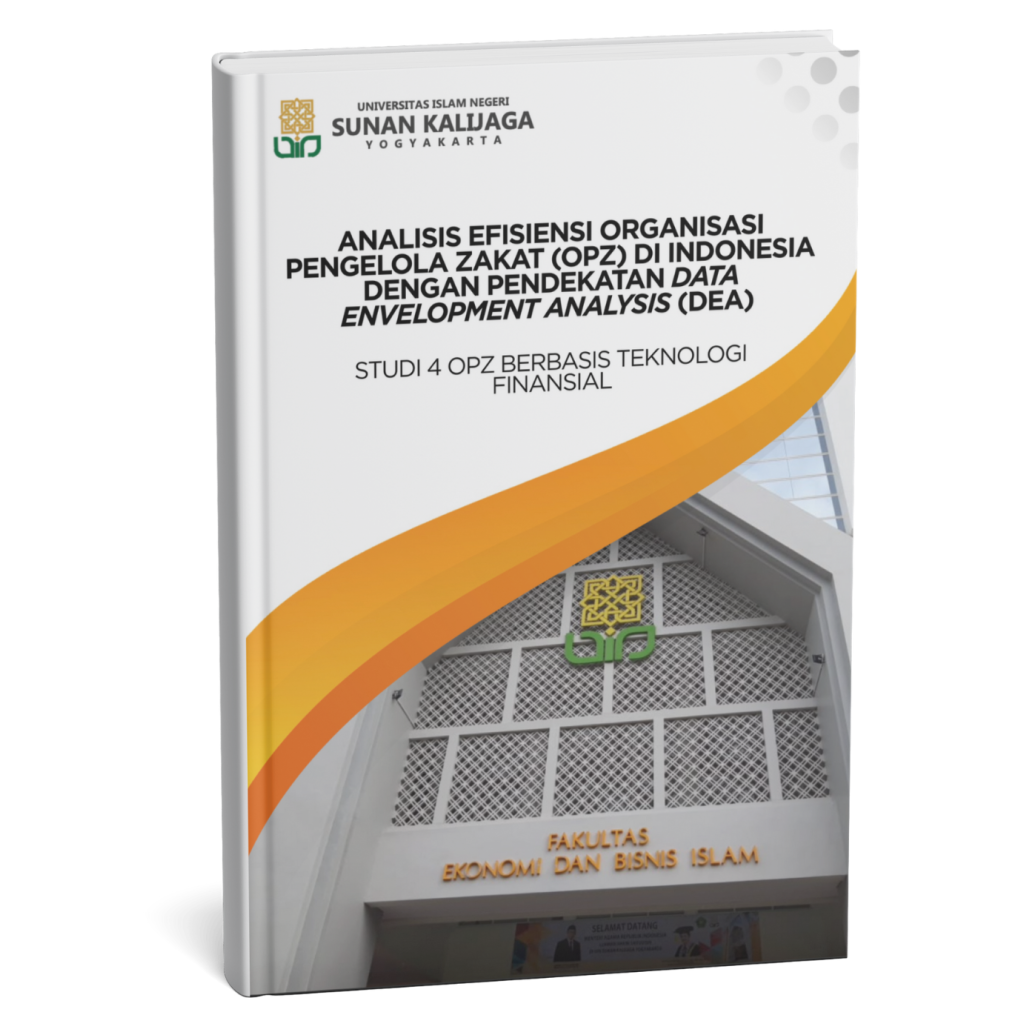 UNIVERSITAS ISLAM NEGERI
SUNAN KALIJAGA
YOGYAKARTA
ANALISIS EFISIENSI ORGANISASI
PENGELOLA ZAKAT (OPZ) DI INDONESIA
DENGAN PENDEKATAN DATA
ENVELOPMENT ANALYSIS (DEA)
STUDI 4 OPZ BERBASIS TEKNOLOGI
FINANSIAL
FAKULTAS
EKONOMI DAN BISNIS ISLAM
SELAMAT DATANG